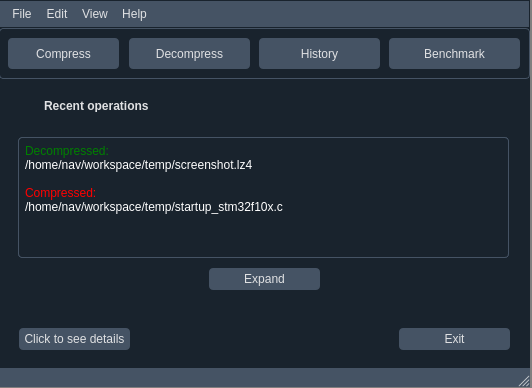 File Edit View Help
Compress Decompress History Benchmark
Recent operations
Decompressed:
/home/nav/workspace/temp/screenshot.lz4
Compressed:
/home/nav/workspace/temp/startup_stm32f10x.c
Expand
Click to see details Exit